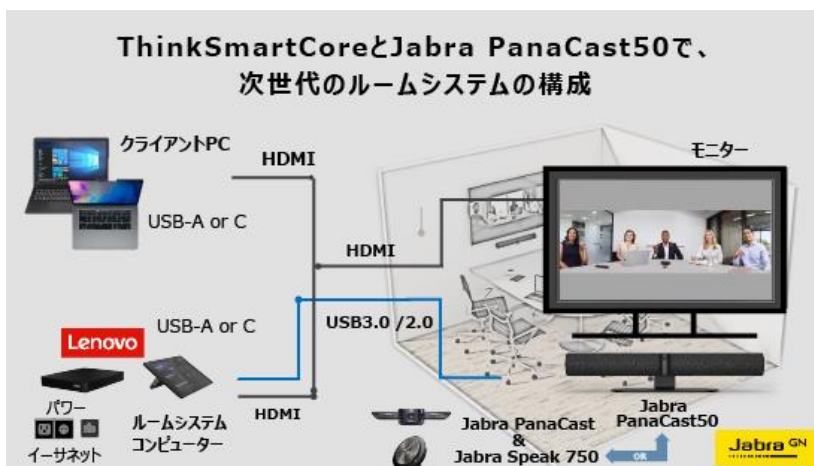 ThinkSmartCoreとJabra PanaCast50で、
次世代のルームシステムの構成
クライアントPC
HDMI
モニター
USB-A or C
HDMI
USB-A or C
USB3.0 /2.0
Lenovo
パワー
ルームシステム
コンピューター
HDMI
イーサネット
Jabra PanaCast
&
Jabra Speak 750
OR
Jabra
PanaCast50
Jabra GN